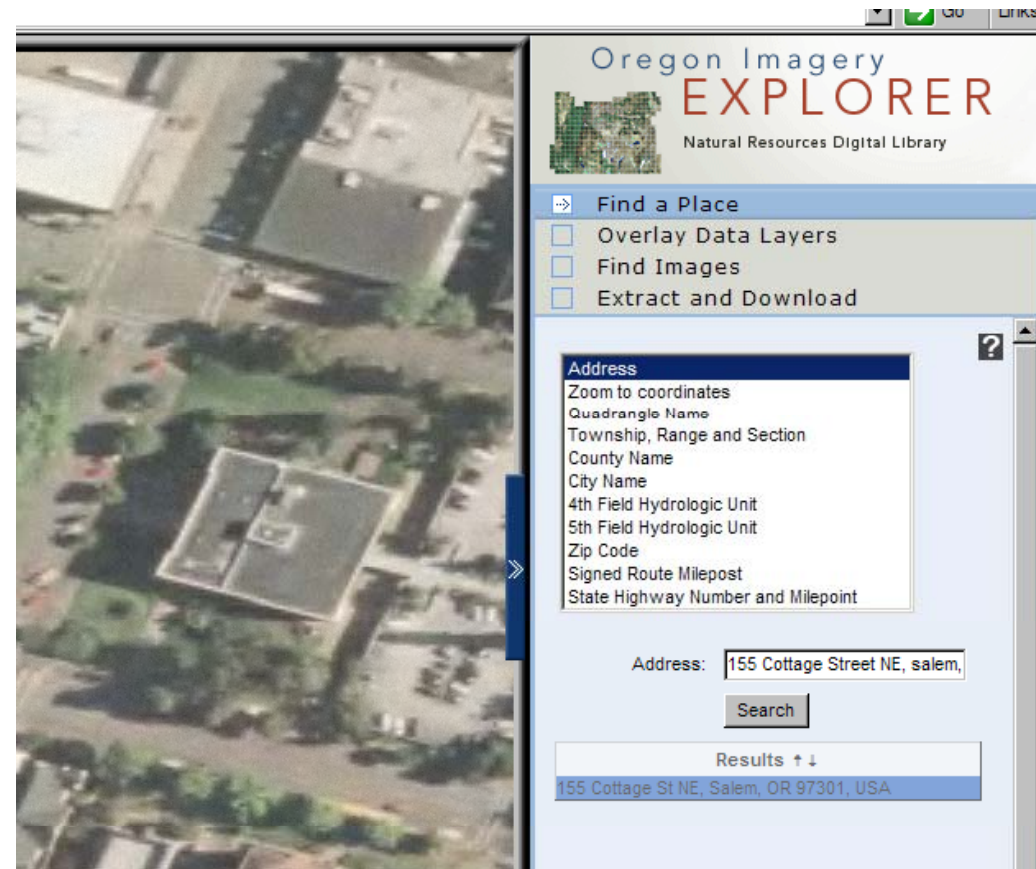 Go Links
Oregon Imagery
EXPLORER
Natural Resources Digital Library
Find a Place
Overlay Data Layers
Find Images
Extract and Download
?
Address
Zoom to coordinates
Quadrangle Name
Township, Range and Section
County Name
City Name
4th Field Hydrologic Unit
5th Field Hydrologic Unit
Zip Code
Signed Route Milepost
State Highway Number and Milepoint
Address: 155 Cottage Street NE, salem,
Search
Results ↑↓
155 Cottage St NE, Salem, OR 97301, USA